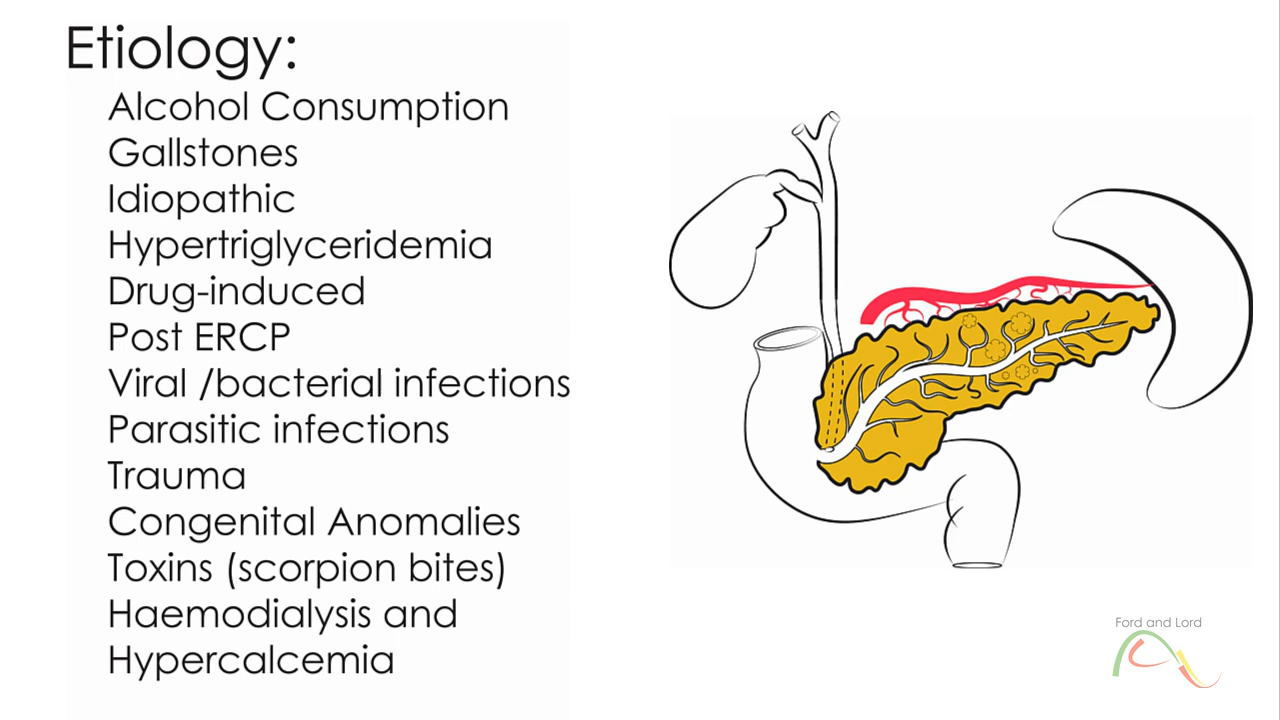 Etiology:
Alcohol Consumption
Gallstones
Idiopathic
Hypertriglyceridemia
Drug-induced
Post ERCP
Viral /bacterial infections
Parasitic infections
Trauma
Congenital Anomalies
Toxins (scorpion bites)
Haemodialysis and
Hypercalcemia
Ford and Lord